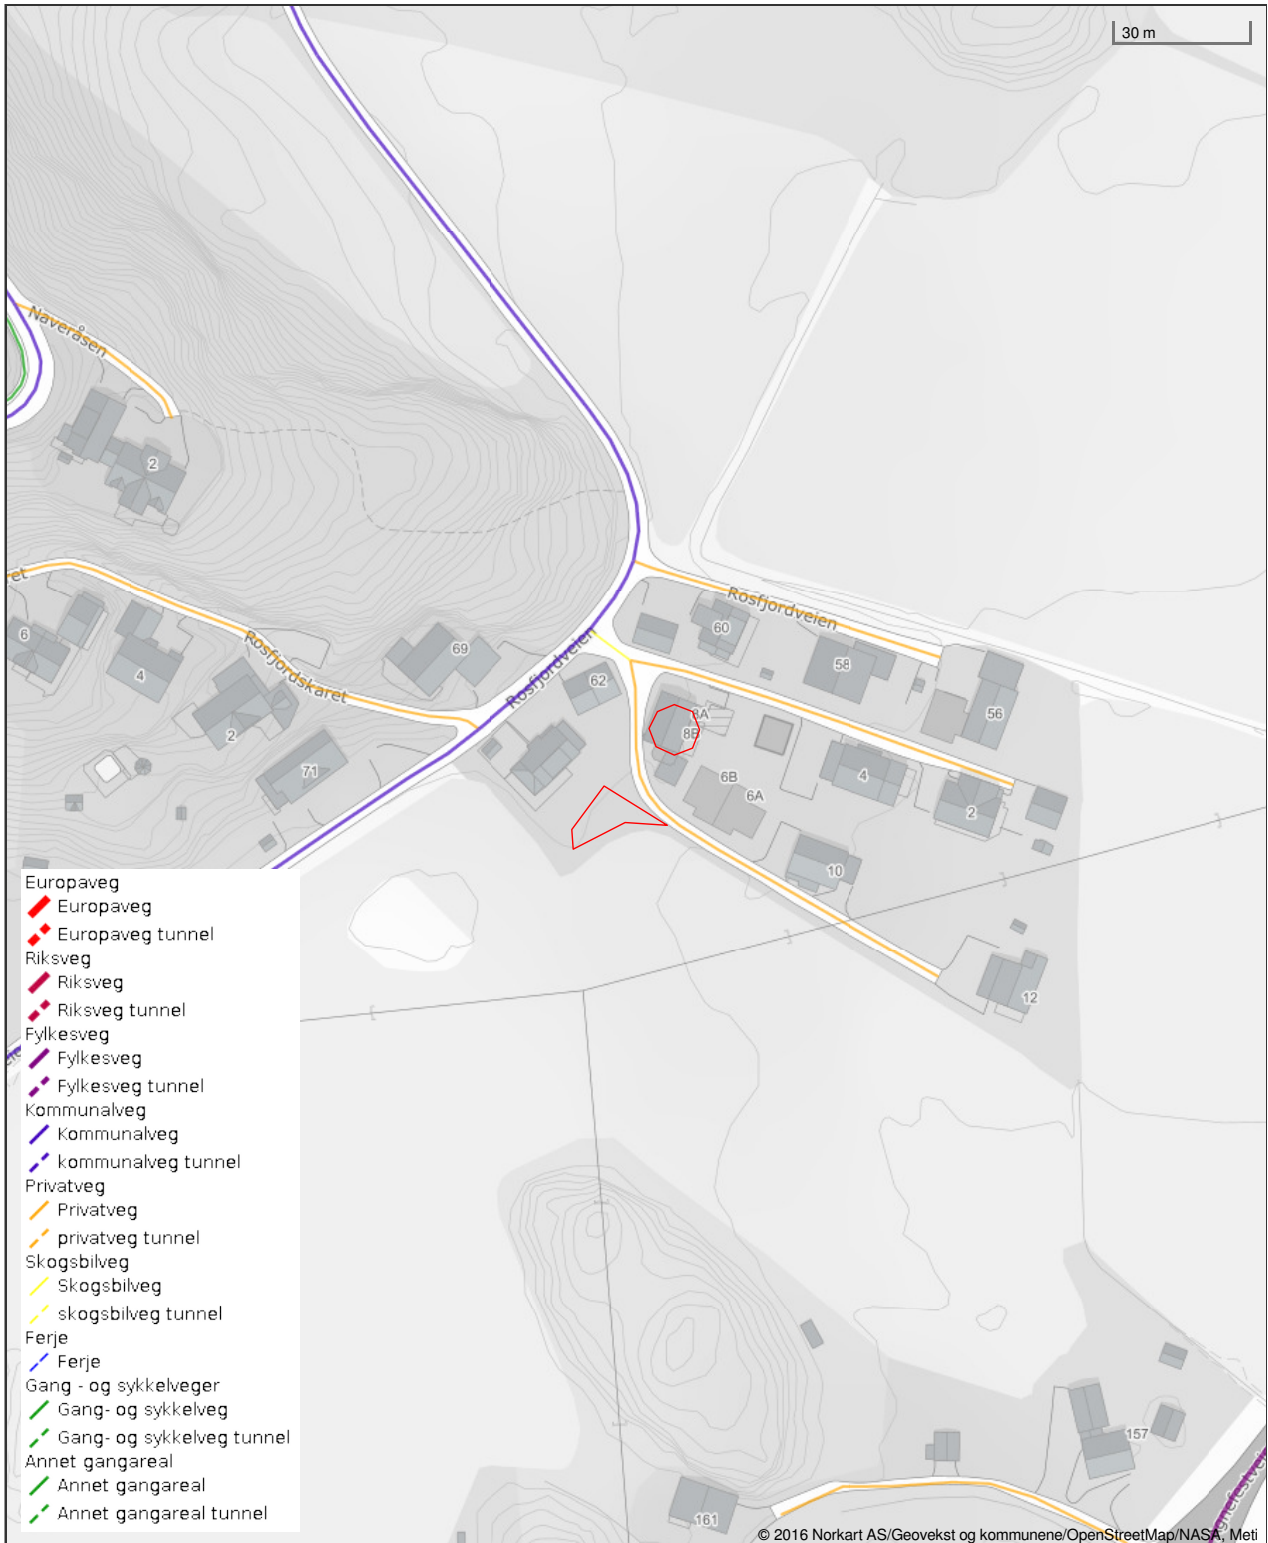 30 m
Naveråsen
2
Rosfjordveien
60
58
56
et
6
4
Rosfjordskaret
69
Rosfjordveien
62
8A
8B
2
71
6B
6A
4
2
10
12
Europaveg
Europaveg
Europaveg tunnel
Riksveg
Riksveg
Riksveg tunnel
Fylkesveg
Fylkesveg
Fylkesveg tunnel
Kommunalveg
Kommunalveg
kommunalveg tunnel
Privatveg
Privatveg
privatveg tunnel
Skogsbilveg
Skogsbilveg
skogsbilveg tunnel
Ferje
Ferje
Gang - og sykkelveger
Gang- og sykkelveg
Gang- og sykkelveg tunnel
Annet gangareal
Annet gangareal
Annet gangareal tunnel
157
161
© 2016 Norkart AS/Geovekst og kommunene/OpenStreetMap/NASA, Meti